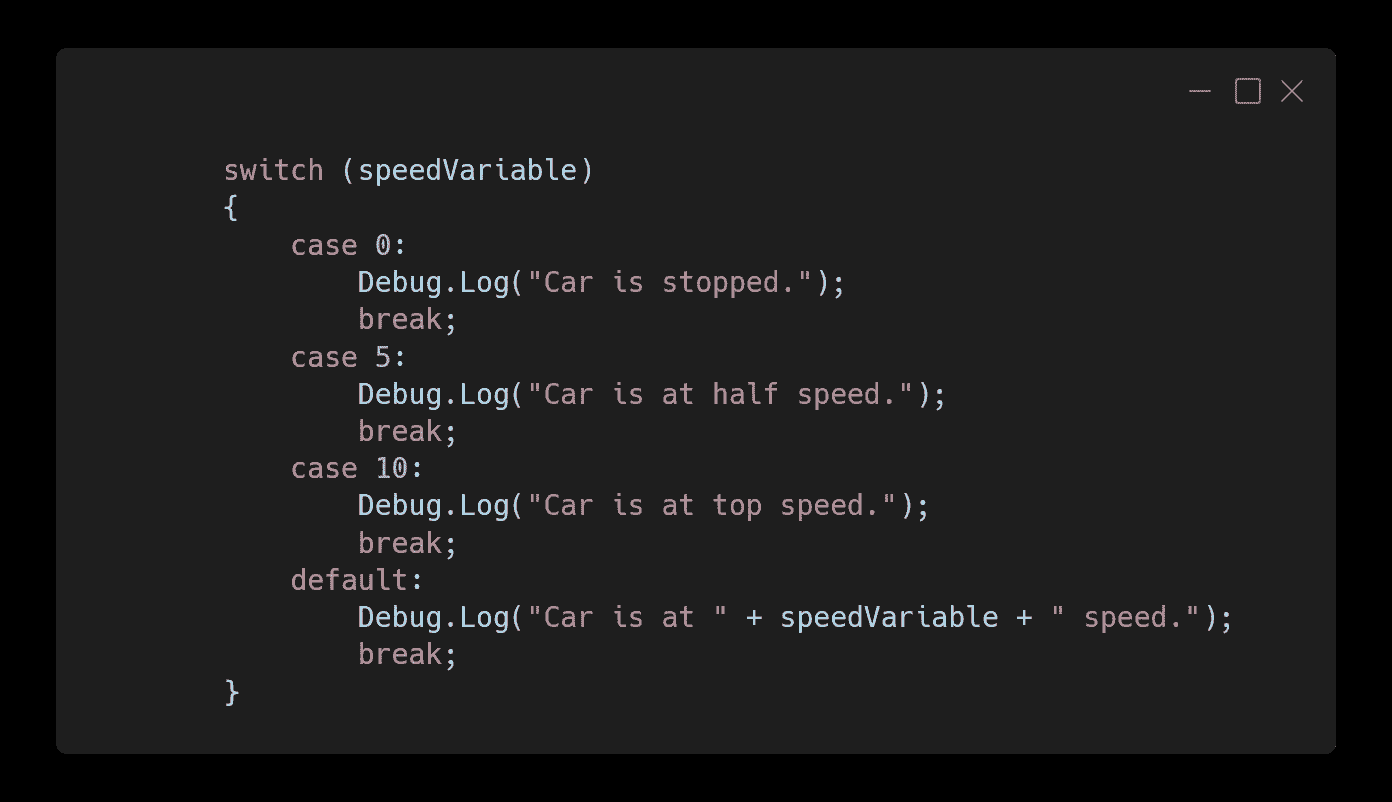 switch (speedVariable)
{
    case 0:
        Debug.Log("Car is stopped.");
        break;
    case 5:
        Debug.Log("Car is at half speed.");
        break;
    case 10:
        Debug.Log("Car is at top speed.");
        break;
    default:
        Debug.Log("Car is at " + speedVariable + " speed.");
        break;
}